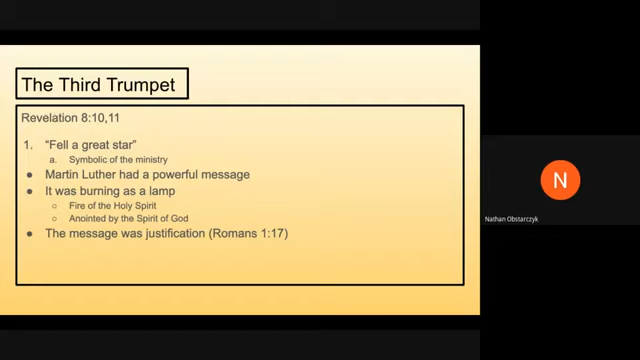 The Third Trumpet
Revelation 8:10,11
1. “Fell a great star”
a. Symbolic of the ministry
● Martin Luther had a powerful message
● It was burning as a lamp
○ Fire of the Holy Spirit
○ Anointed by the Spirit of God
● The message was justification (Romans 1:17)
N
Nathan Obstarczyk